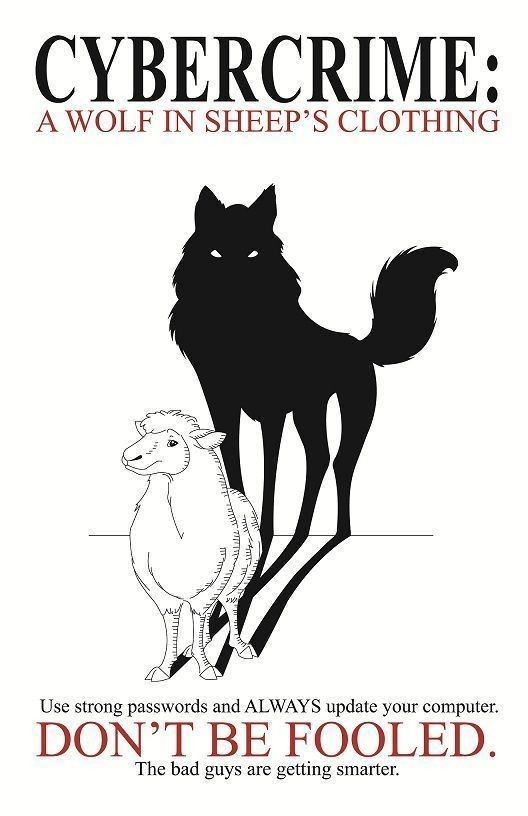 CYBERCRIME:
A WOLF IN SHEEP'S CLOTHING
Use strong passwords and ALWAYS update your computer.
DON'T BE FOOLED.
The bad guys are getting smarter.